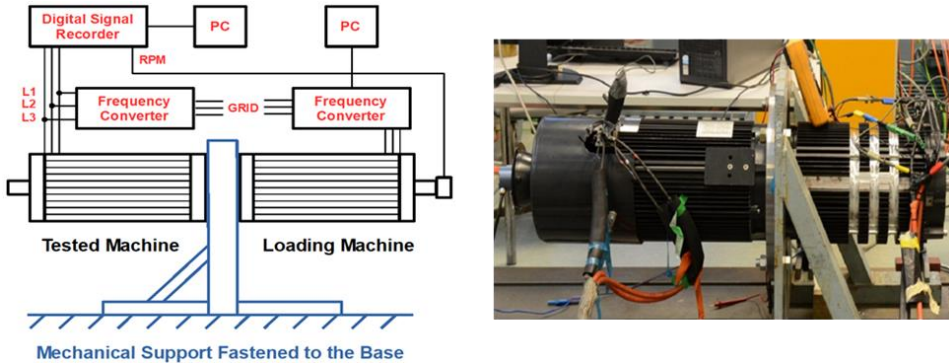 Digital Signal
Recorder
PC
PC
RPM
L1
L2
L3
Frequency
Converter
GRID
Frequency
Converter
Tested Machine
Loading Machine
Mechanical Support Fastened to the Base